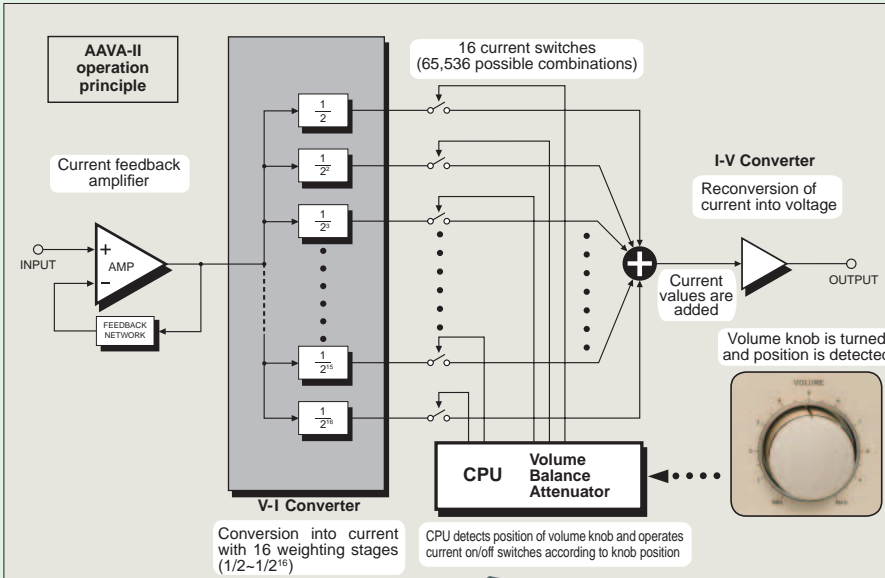 AAVA-II
operation
principle
16 current switches
(65,536 possible combinations)
Current feedback
amplifier
1/2
1/2²
1/2³
1/2¹⁵
1/2¹⁶
INPUT
+
−
AMP
FEEDBACK
NETWORK
V-I Converter
Conversion into current
with 16 weighting stages
(1/2~1/2¹⁶)
I-V Converter
Reconversion of
current into voltage
+
Current
values are
added
OUTPUT
CPU
Volume
Balance
Attenuator
CPU detects position of volume knob and operates
current on/off switches according to knob position
Volume knob is turned
and position is detected
VOLUME